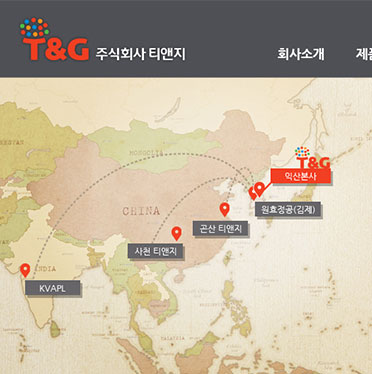 T&G 주식회사 티앤지
회사소개
제품
MONGOLIA
T&G
익산본사
CHINA
원효정공(김제)
곤산 티앤지
사천 티앤지
INDIA
KVAPL